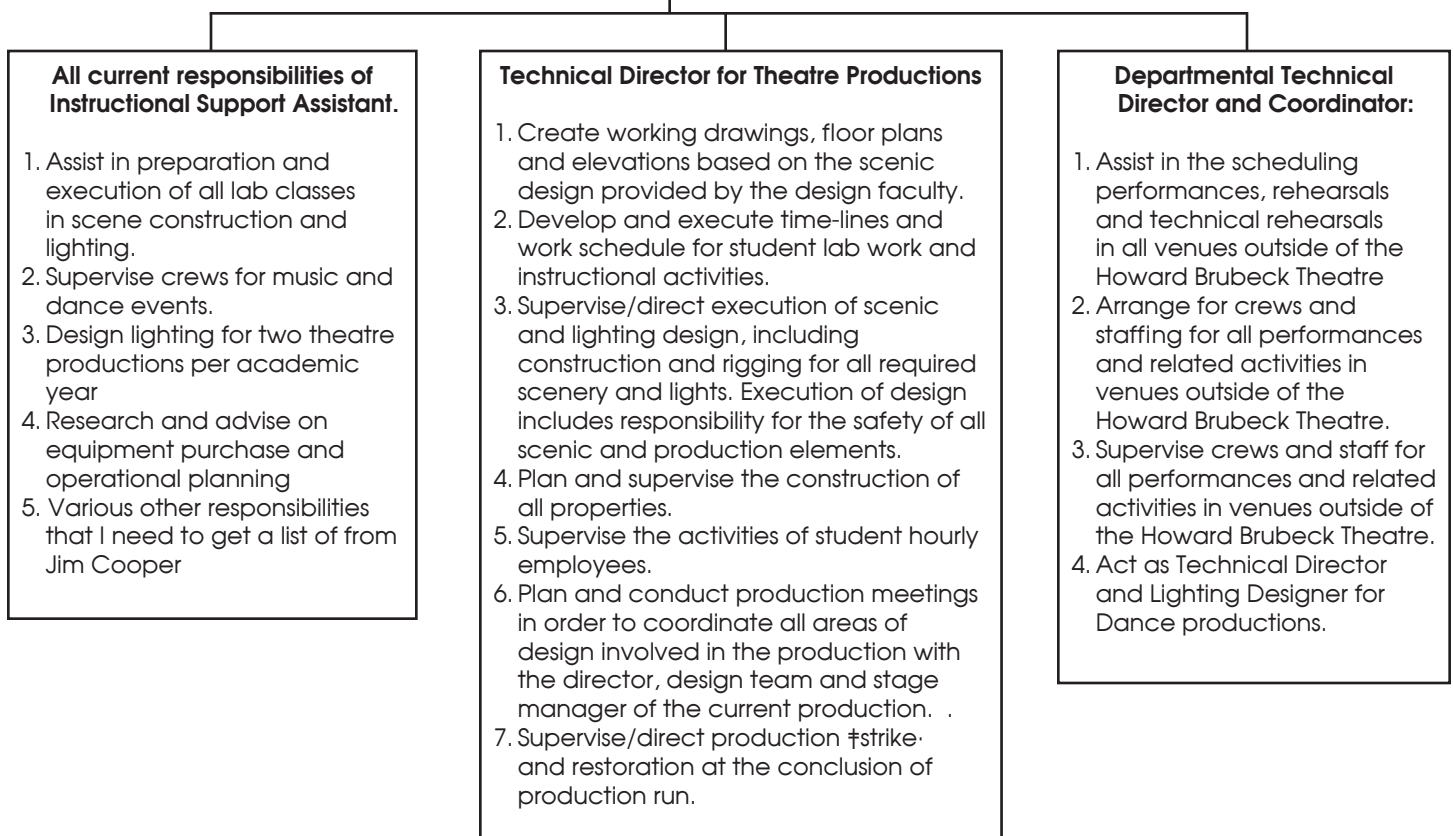 All current responsibilities of
Instructional Support Assistant.
1. Assist in preparation and
execution of all lab classes
in scene construction and
lighting.
2. Supervise crews for music and
dance events.
3. Design lighting for two theatre
productions per academic
year
4. Research and advise on
equipment purchase and
operational planning
5. Various other responsibilities
that I need to get a list of from
Jim Cooper
Technical Director for Theatre Productions
1. Create working drawings, floor plans
and elevations based on the scenic
design provided by the design faculty.
2. Develop and execute time-lines and
work schedule for student lab work and
instructional activities.
3. Supervise/direct execution of scenic
and lighting design, including
construction and rigging for all required
scenery and lights. Execution of design
includes responsibility for the safety of all
scenic and production elements.
4. Plan and supervise the construction of
all properties.
5. Supervise the activities of student hourly
employees.
6. Plan and conduct production meetings
in order to coordinate all areas of
design involved in the production with
the director, design team and stage
manager of the current production. .
7. Supervise/direct production ‡strike·
and restoration at the conclusion of
production run.
Departmental Technical
Director and Coordinator:
1. Assist in the scheduling
performances, rehearsals
and technical rehearsals
in all venues outside of the
Howard Brubeck Theatre
2. Arrange for crews and
staffing for all performances
and related activities in
venues outside of the
Howard Brubeck Theatre.
3. Supervise crews and staff for
all performances and related
activities in venues outside of
the Howard Brubeck Theatre.
4. Act as Technical Director
and Lighting Designer for
Dance productions.